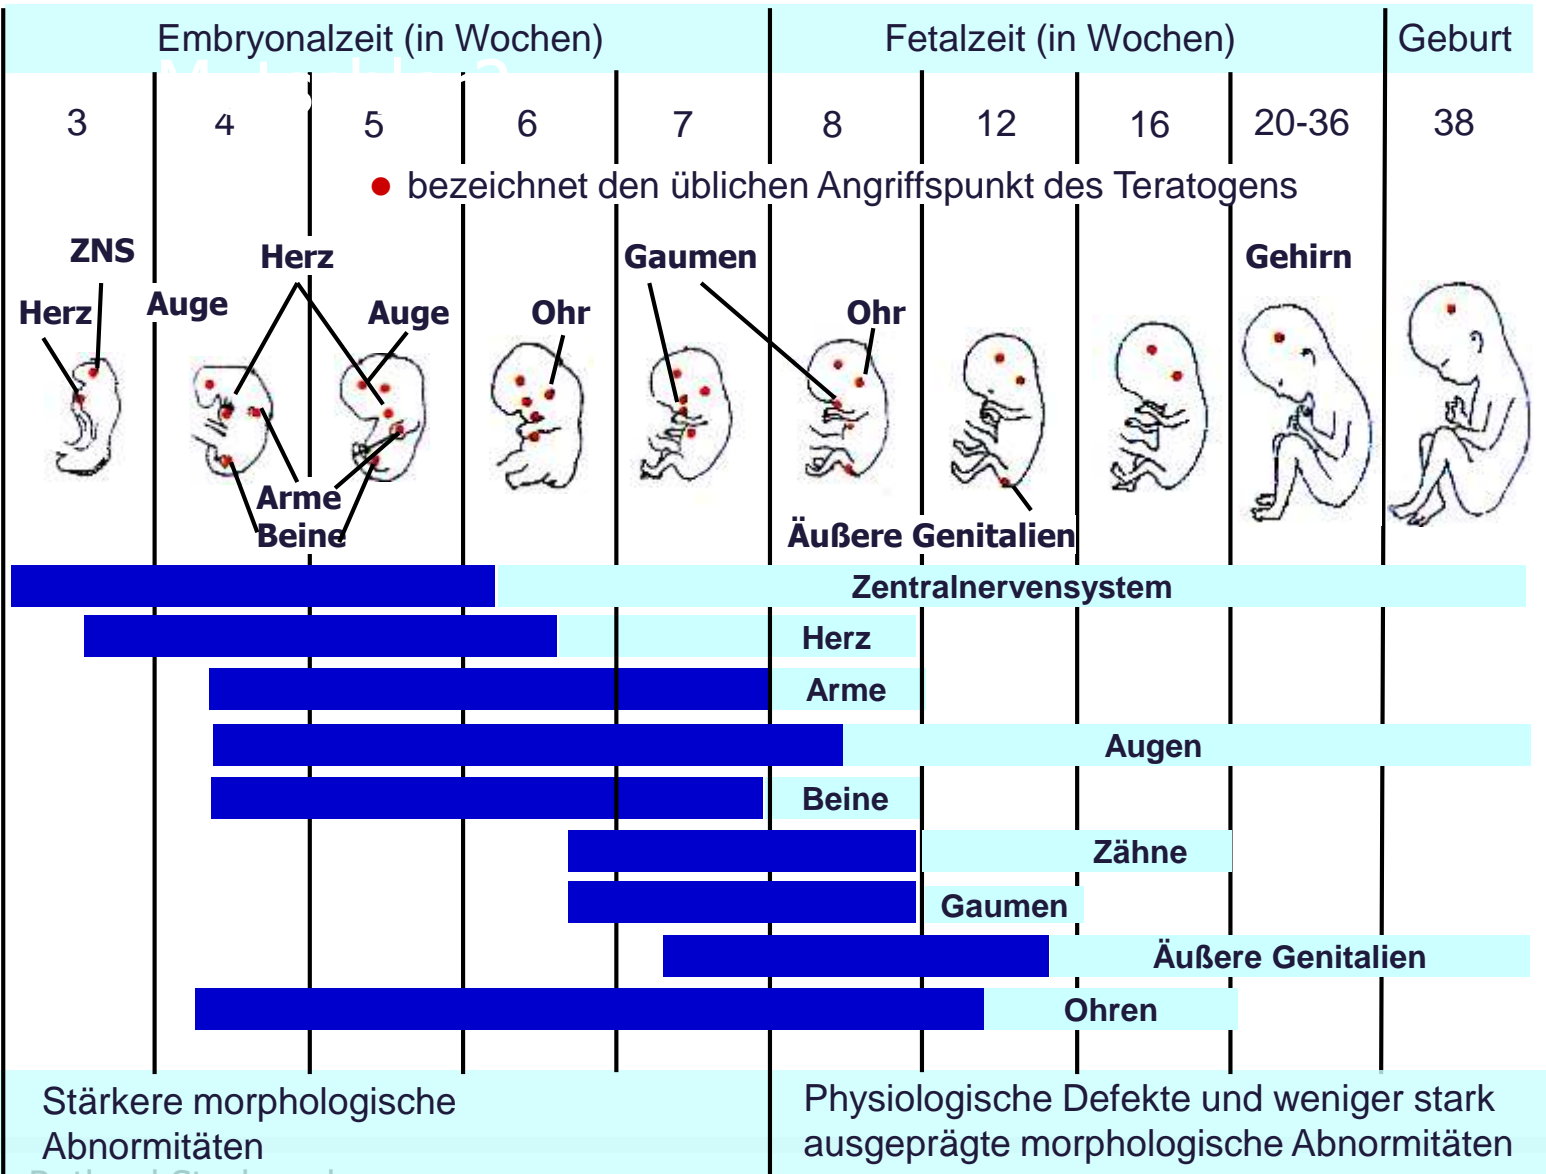 Embryonalzeit (in Wochen) Fetalzeit (in Wochen) Geburt
3 4 5 6 7 8 12 16 20-36 38
bezeichnet den üblichen Angriffspunkt des Teratogens
ZNS Herz Gaumen Gehirn
Herz Auge Auge Ohr Ohr
Arme
Beine Äußere Genitalien
Zentralnervensystem
Herz
Arme
Augen
Beine
Zähne
Gaumen
Äußere Genitalien
Ohren
Stärkere morphologische
Abnormitäten
Physiologische Defekte und weniger stark
ausgeprägte morphologische Abnormitäten